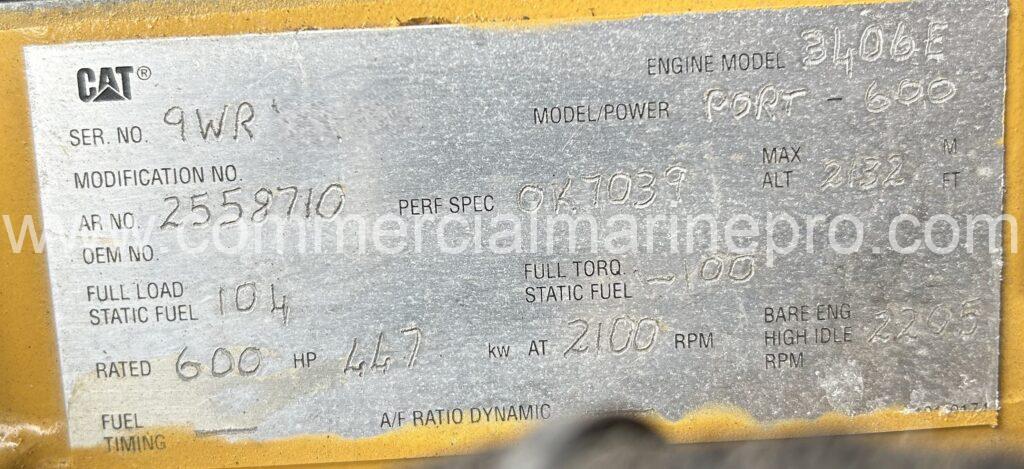 CAT® ENGINE MODEL 3406E
SER. NO. 9WR MODEL/POWER PORT - 600
MODIFICATION NO. MAX ALT 2132 M FT
AR NO. 2558710 PERF SPEC 0K7039
www.commercialmarinepro.com
OEM NO.
FULL LOAD STATIC FUEL 104 FULL TORQ. STATIC FUEL -100
RATED 600 HP 447 kw AT 2100 RPM BARE ENG HIGH IDLE RPM 2205
FUEL TIMING — A/F RATIO DYNAMIC —